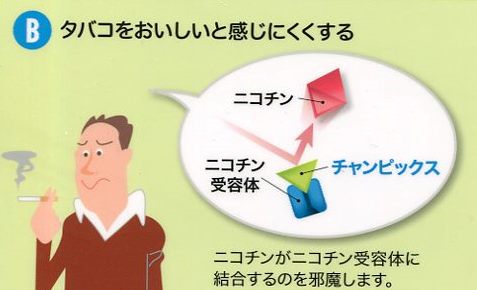 B タバコをおいしいと感じにくくする
ニコチン
ニコチン
受容体
チャンピックス
ニコチンがニコチン受容体に
結合するのを邪魔します。